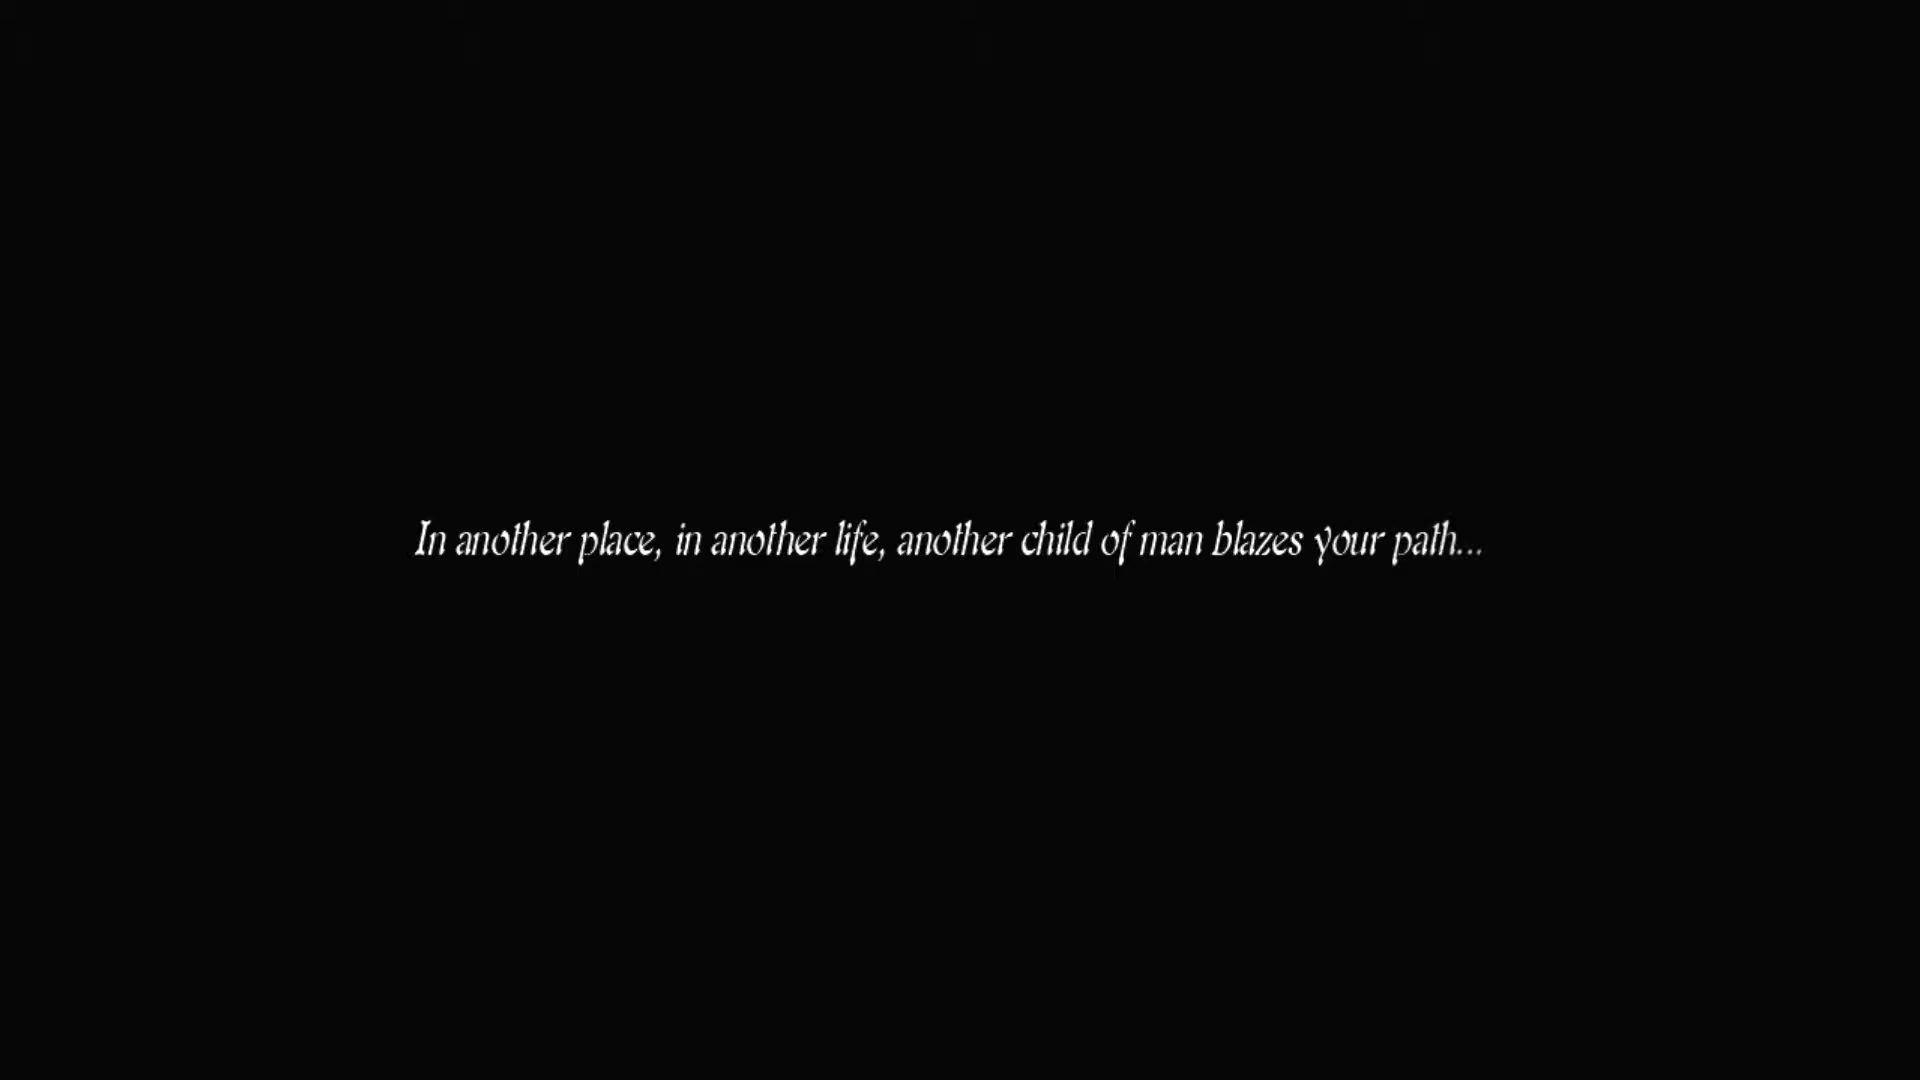 In another place, in another life, another child of man blazes your path...